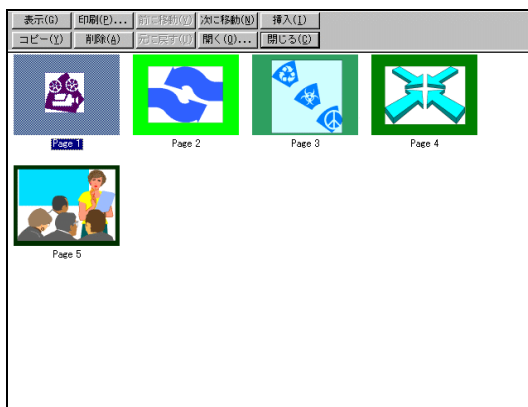 表示(G) 印刷(P)... 前に移動(V) 次に移動(N) 挿入(I)
コピー(Y) 削除(A) 元に戻す(U) 開く(O)... 閉じる(C)
Page 1 Page 2 Page 3 Page 4
Page 5